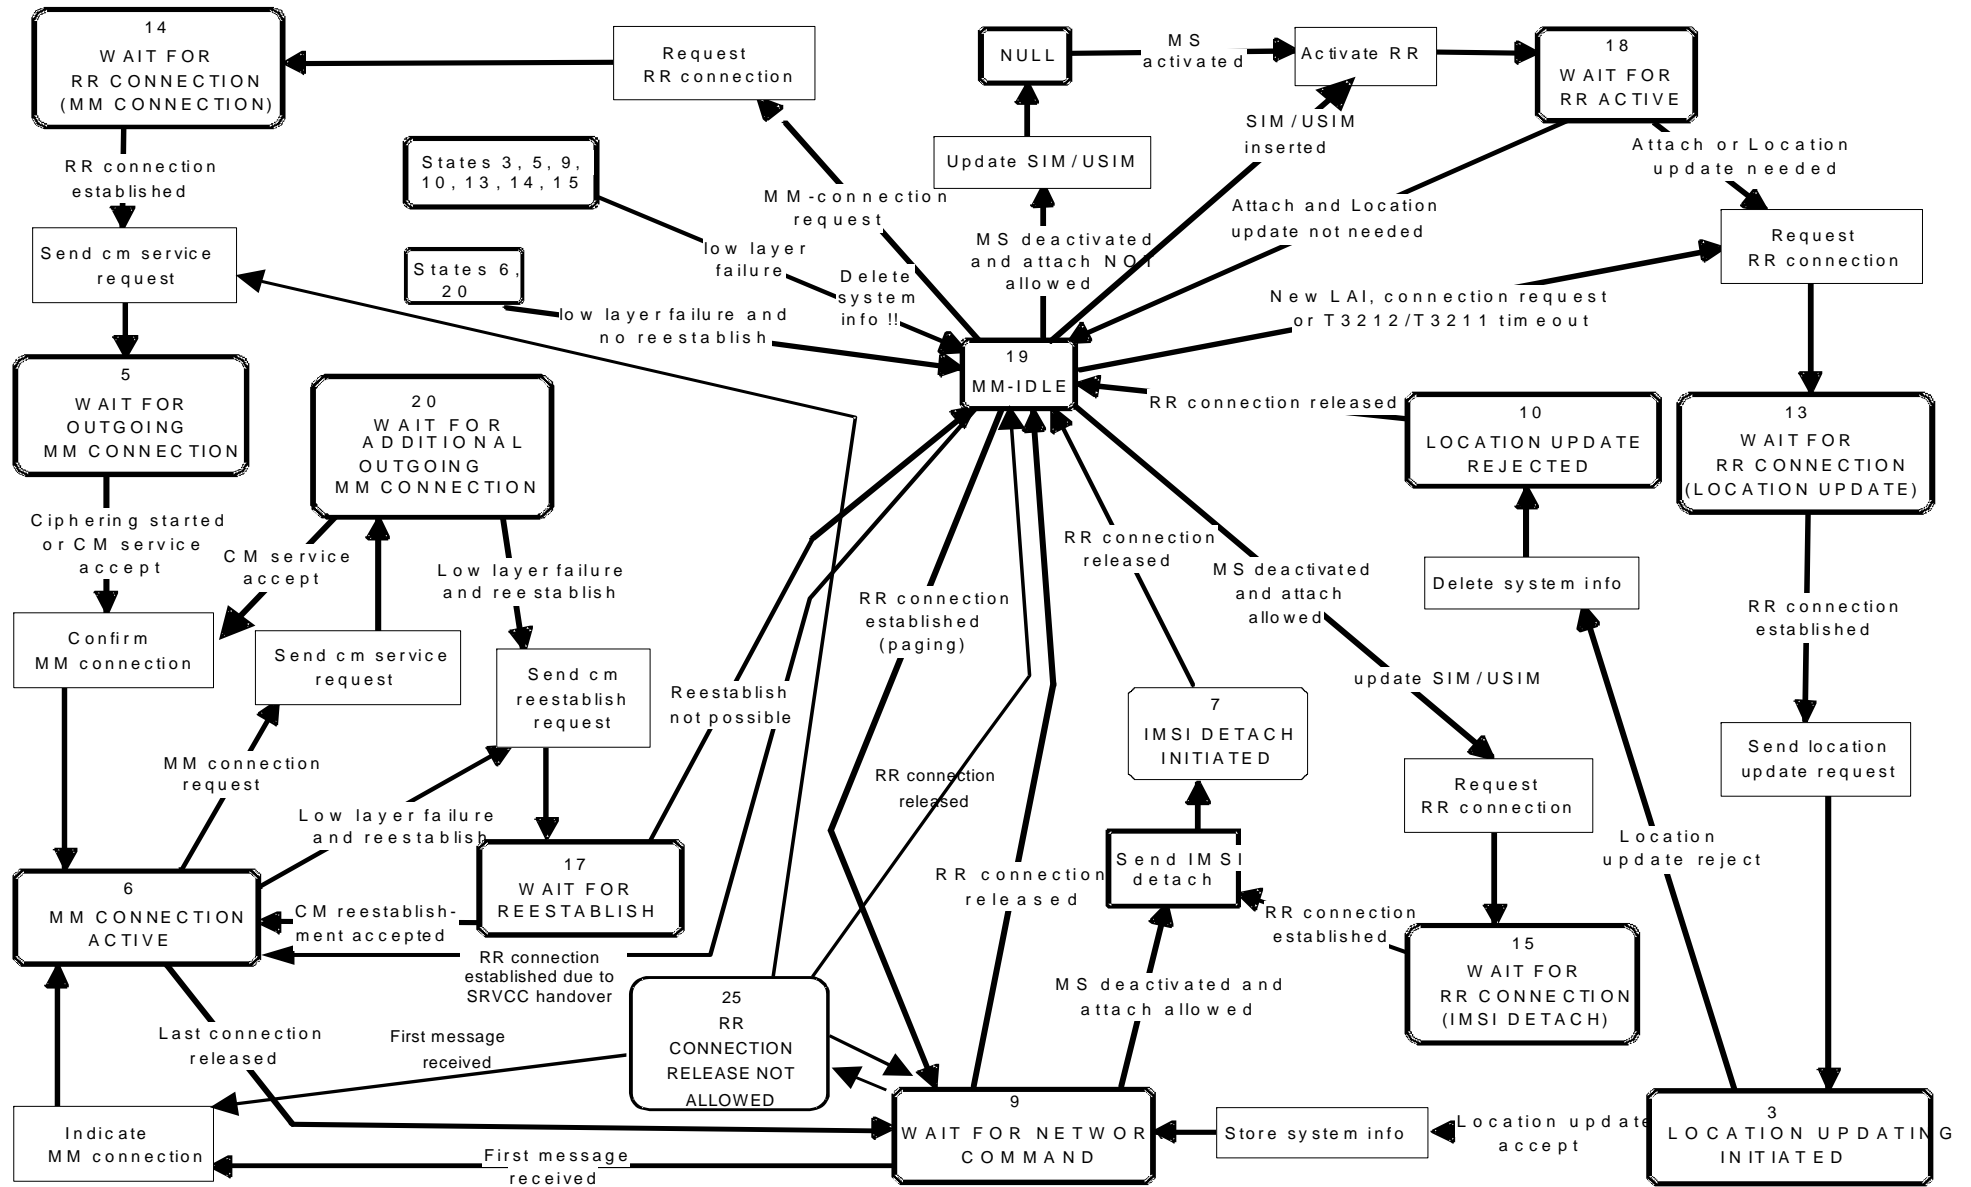 14
WAIT FOR
RR CONNECTION
(MM CONNECTION)
Request
RR connection
NULL
MS
activated
Activate RR
18
WAIT FOR
RR ACTIVE
RR connection
established
States 3, 5, 9,
10, 13, 14, 15
Update SIM/USIM
SIM/USIM
inserted
Attach or Location
update needed
MM-connection
request
Attach and Location
update not needed
Send cm service
request
low layer
failure
MS deactivated
and attach NOT
allowed
Request
RR connection
States 6,
20
Delete
system
info !!
low layer failure and
no reestablish
New LAI, connection request
or T3212/T3211 timeout
19
MM-IDLE
5
WAIT FOR
OUTGOING
MM CONNECTION
20
WAIT FOR
ADDITIONAL
OUTGOING
MM CONNECTION
RR connection released
10
LOCATION UPDATE
REJECTED
13
WAIT FOR
RR CONNECTION
(LOCATION UPDATE)
Ciphering started
or CM service
accept
CM service
accept
Low layer failure
and reestablish
RR connection
released
RR connection
established
(paging)
MS deactivated
and attach
allowed
Delete system info
RR connection
established
Confirm
MM connection
Send cm service
request
Send cm
reestablish
request
Reestablish
not possible
update SIM/USIM
7
IMSI DETACH
INITIATED
MM connection
request
RR connection
released
Request
RR connection
Send location
update request
Low layer failure
and reestablish
Location
update reject
6
MM CONNECTION
ACTIVE
17
WAIT FOR
REESTABLISH
RR connection
released
Send IMSI
detach
CM reestablish-
ment accepted
RR connection
established
15
WAIT FOR
RR CONNECTION
(IMSI DETACH)
RR connection
established due to
SRVCC handover
25
RR
CONNECTION
RELEASE NOT
ALLOWED
MS deactivated and
attach allowed
Last connection
released
First message
received
Indicate
MM connection
First message
received
9
WAIT FOR NETWOR
COMMAND
Store system info
Location update
accept
3
LOCATION UPDATING
INITIATED